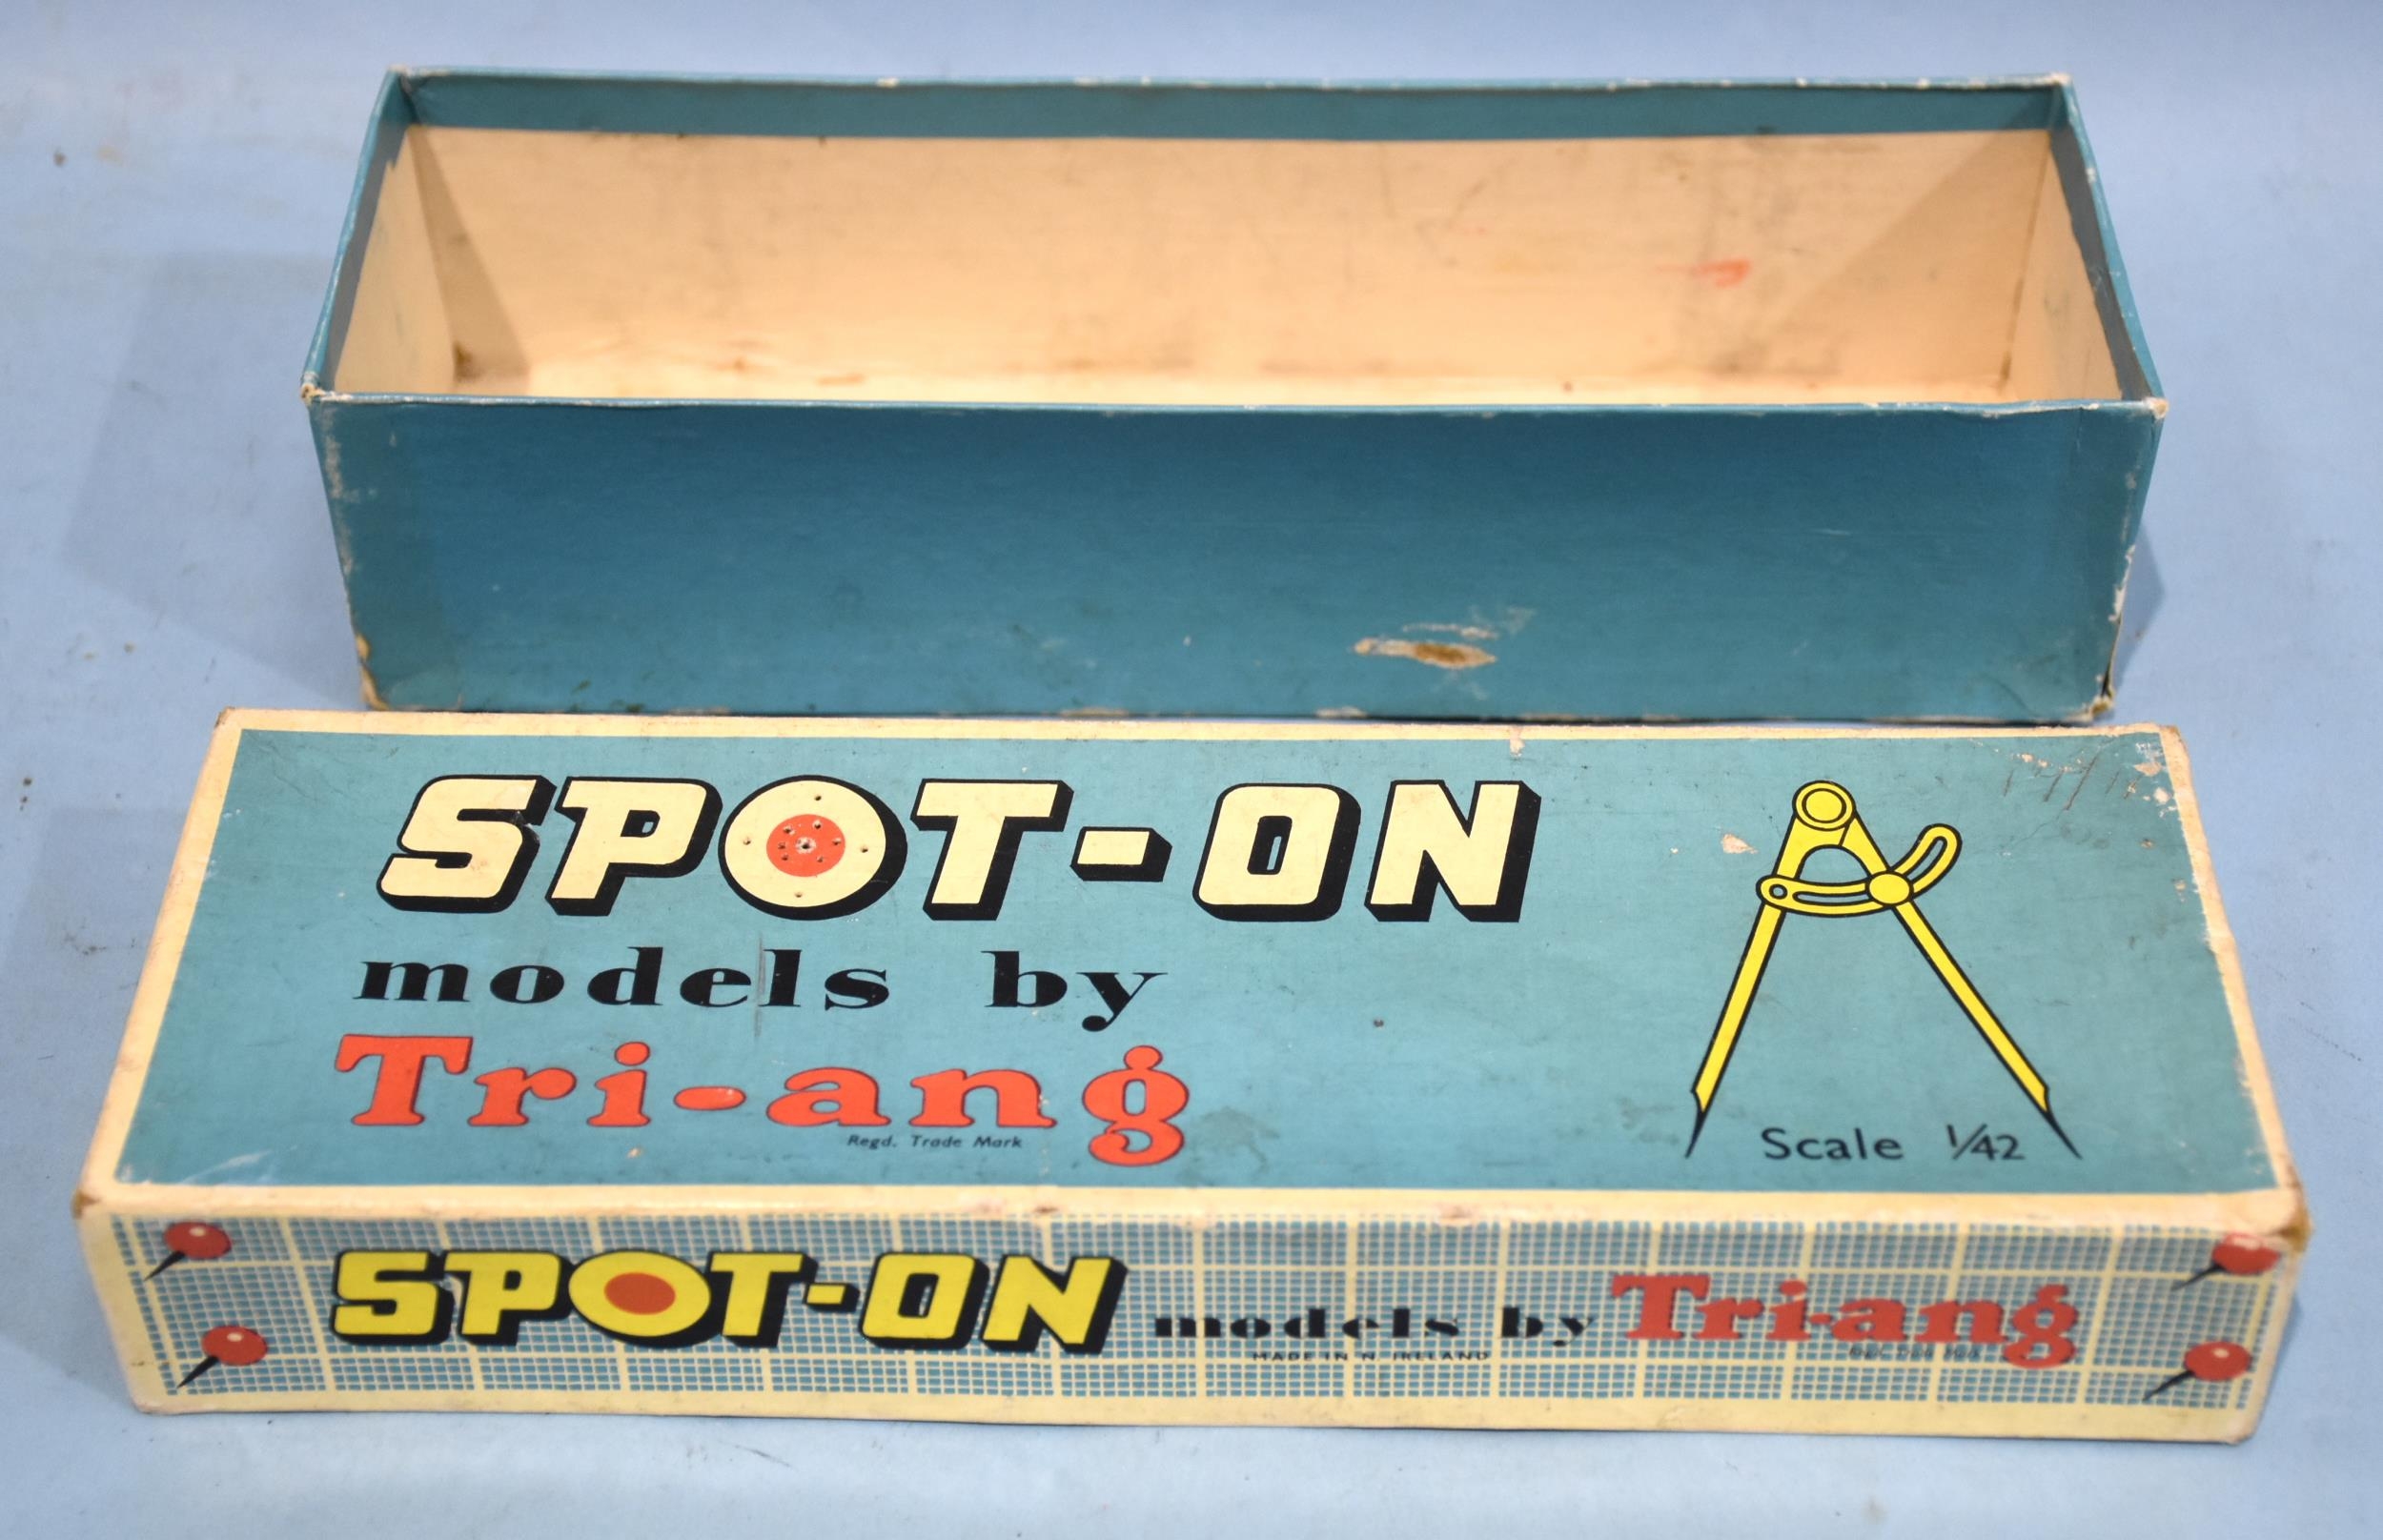 SPOT-ON
models by
Tri-ang
Regd. Trade Mark
Scale 1/42
SPOT-ON models by Tri-ang
MADE IN N. IRELAND